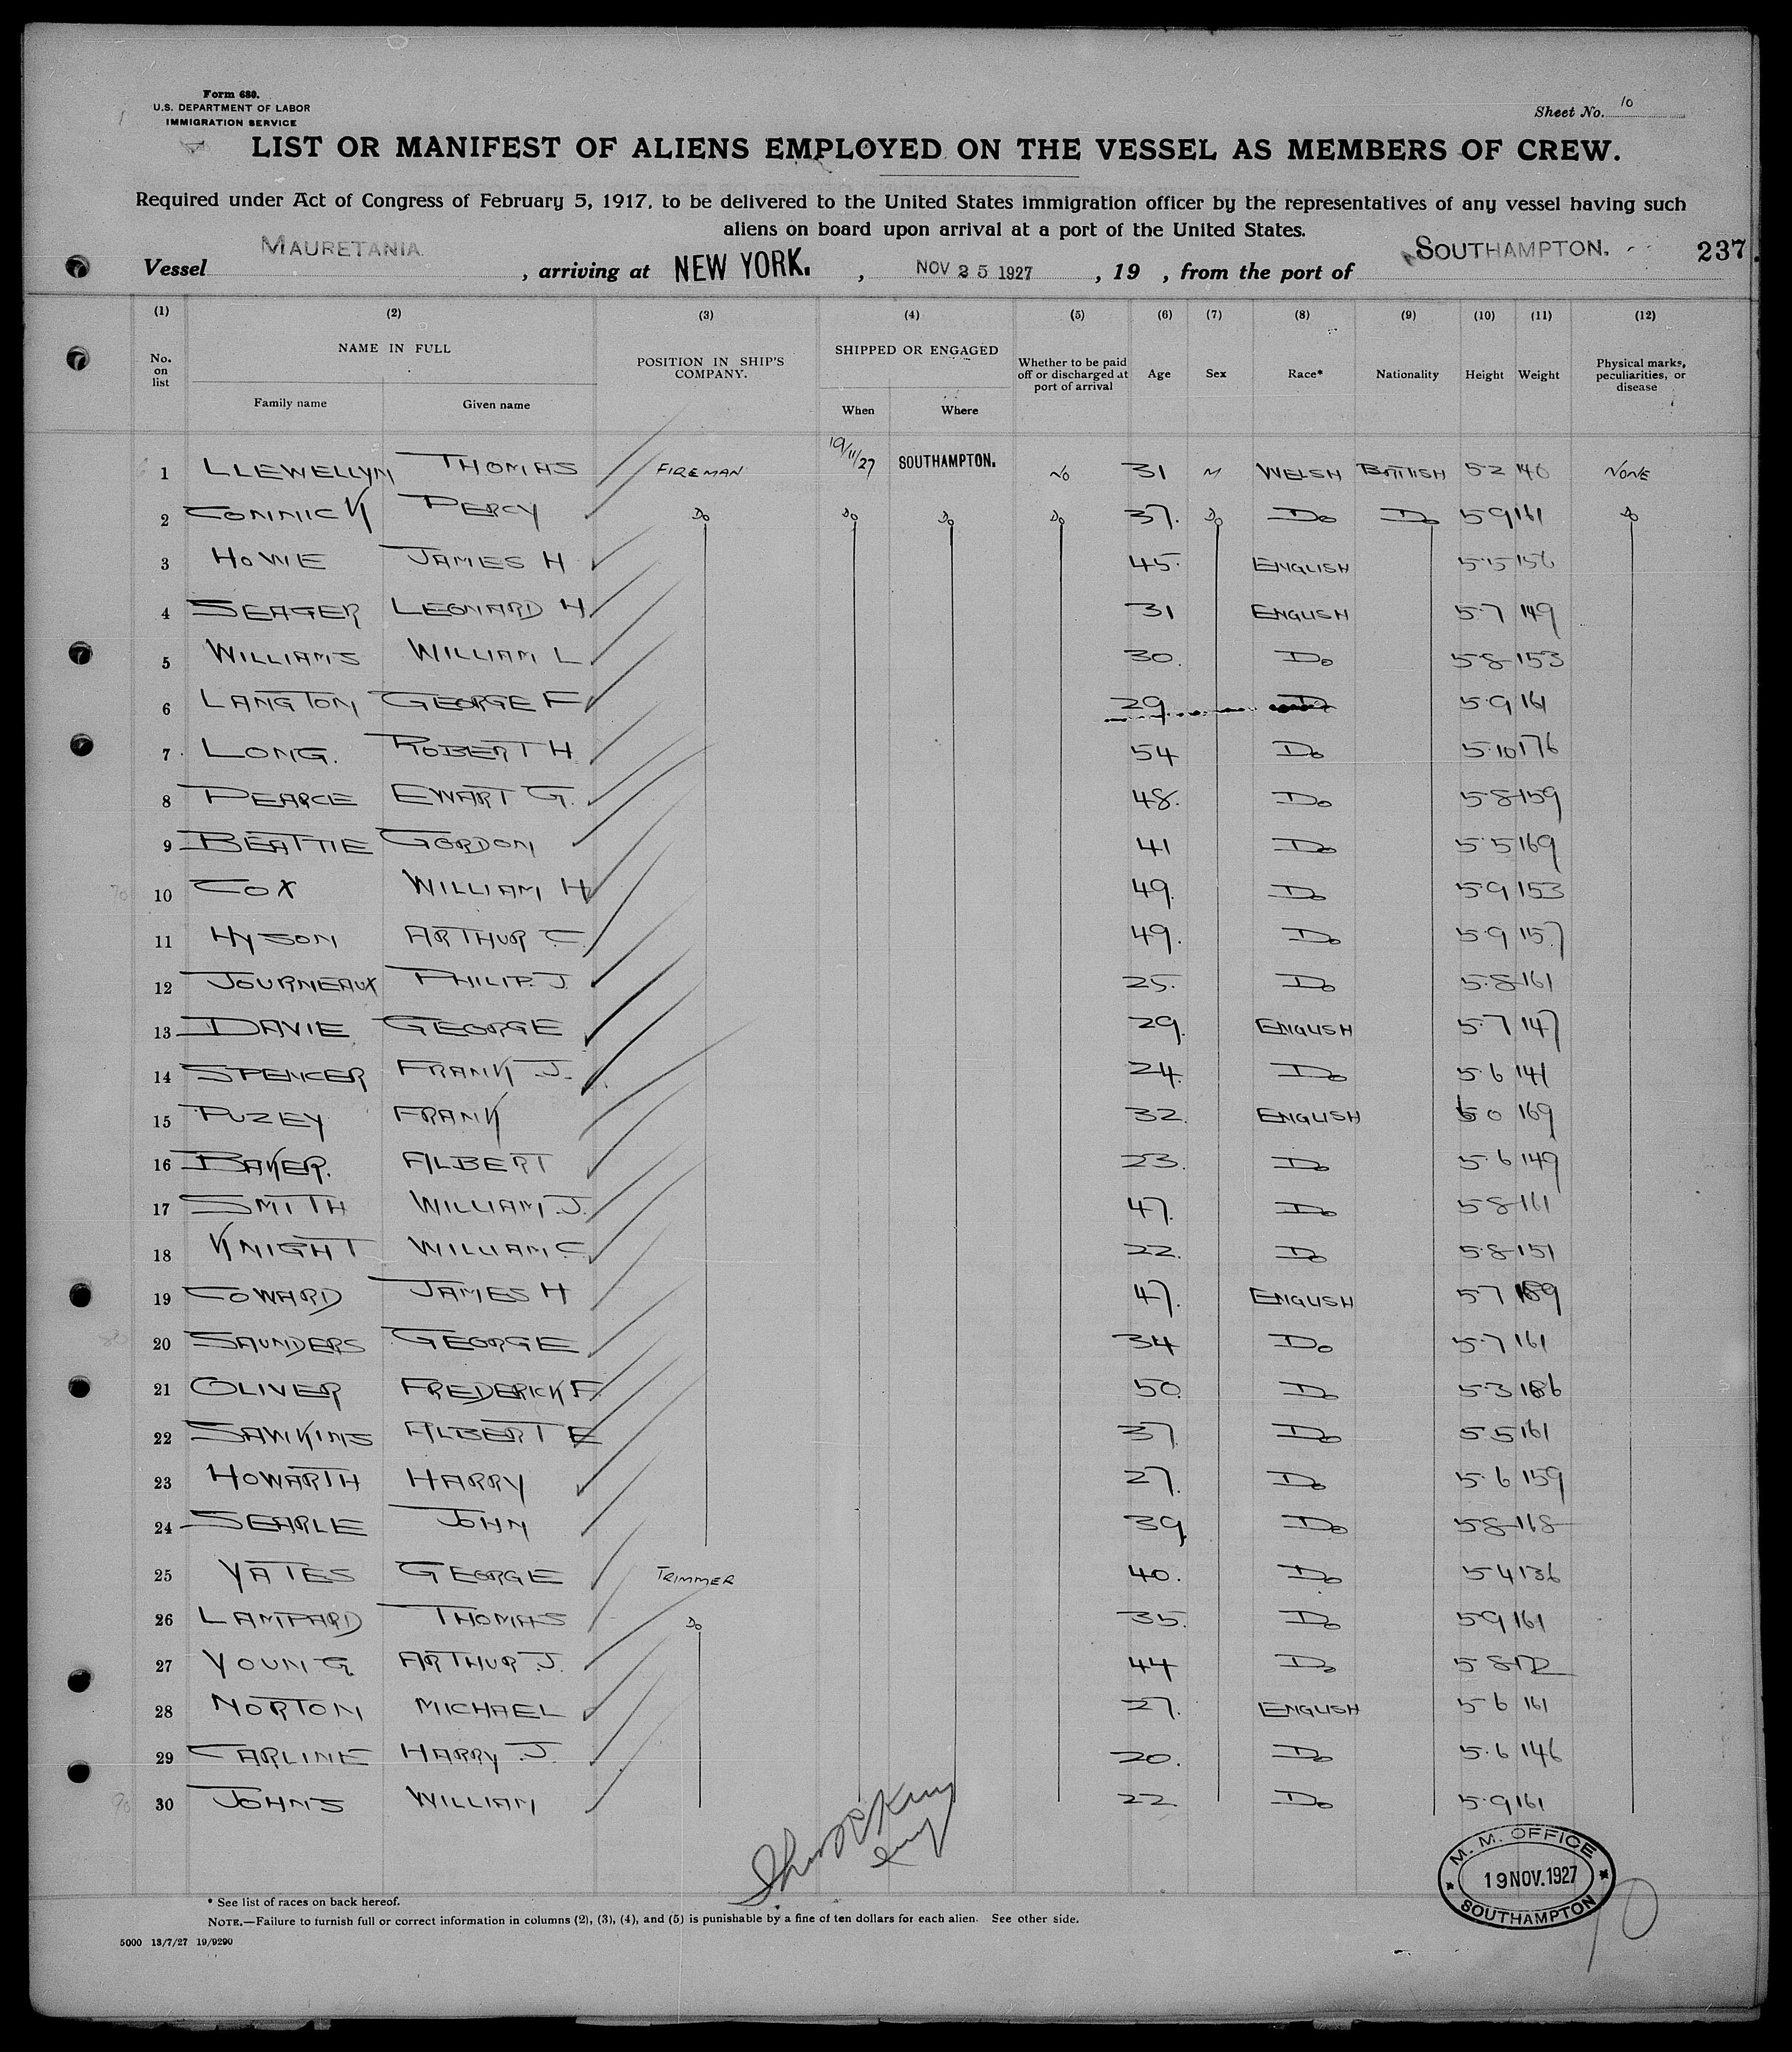 Form 680.
U.S. DEPARTMENT OF LABOR
IMMIGRATION SERVICE
Sheet No. 10
LIST OR MANIFEST OF ALIENS EMPLOYED ON THE VESSEL AS MEMBERS OF CREW.
Required under Act of Congress of February 5, 1917, to be delivered to the United States immigration officer by the representatives of any vessel having such
aliens on board upon arrival at a port of the United States.
Vessel MAURETANIA, arriving at NEW YORK., NOV 25 1927, 19 , from the port of SOUTHAMPTON. 237
(1) (2) (3) (4) (5) (6) (7) (8) (9) (10) (11) (12)
No. on list NAME IN FULL POSITION IN SHIP'S COMPANY. SHIPPED OR ENGAGED Whether to be paid off or discharged at port of arrival Age Sex Race* Nationality Height Weight Physical marks, peculiarities, or disease
Family name Given name When Where
1 LLEWELLYN THOMAS FIREMAN 19/11/27 SOUTHAMPTON. No 31 M WELSH BRITISH 5-2 140 NONE
2 CONNICK PERCY Do Do Do Do 37. Do Do Do 5-9 161 Do
3 HOWE JAMES H 45. ENGLISH 5-5 156
4 SEAGER LEONARD H 31 ENGLISH 5-7 149
5 WILLIAMS WILLIAM L 30. Do 5-8 153
6 LANGTON GEORGE F 29 Do 5-9 161
7 LONG. ROBERT H 54 Do 5-10 176
8 PEARCE EWART G. 48. Do 5-8 159
9 BEATTIE GORDON 41 Do 5-5 169
10 COX WILLIAM H 49. Do 5-9 153
11 HYSON ARTHUR C. 49. Do 5-9 157
12 JOURNEAUX PHILIP. J. 25. Do 5-8 161
13 DAVIE GEORGE 29. ENGLISH 5-7 147
14 SPENCER FRANK J. 24. Do 5-6 141
15 PUZEY FRANK 32. ENGLISH 6 0 169
16 BAKER. ALBERT 23. Do 5-6 149
17 SMITH WILLIAM. J. 47. Do 5-8 161
18 KNIGHT WILLIAM C. 22. Do 5-8 151
19 COWARD JAMES H 47. ENGLISH 5-7
20 SAUNDERS GEORGE 34 Do 5-7 161
21 OLIVER FREDERICK F. 50. Do 5-3 186
22 SAWKINS ALBERT E 37 Do 5-5 161
23 HOWARTH HARRY 27. Do 5-6 159
24 SEARLE JOHN 39. Do 5-8 168
25 YATES GEORGE TRIMMER 40. Do 5-4 136
26 LAMPARD THOMAS Do 35. Do 5-9 161
27 YOUNG ARTHUR J. 44 Do 5-8 172
28 NORTON MICHAEL 27. ENGLISH 5-6 161
29 CARLINE HARRY J. 20. Do 5-6 146
30 JOHNS WILLIAM 22 Do 5-9 161
M. M. OFFICE
19 NOV. 1927
SOUTHAMPTON
* See list of races on back hereof.
NOTE.—Failure to furnish full or correct information in columns (2), (3), (4), and (5) is punishable by a fine of ten dollars for each alien. See other side.
5000 13/7/27 19/9290